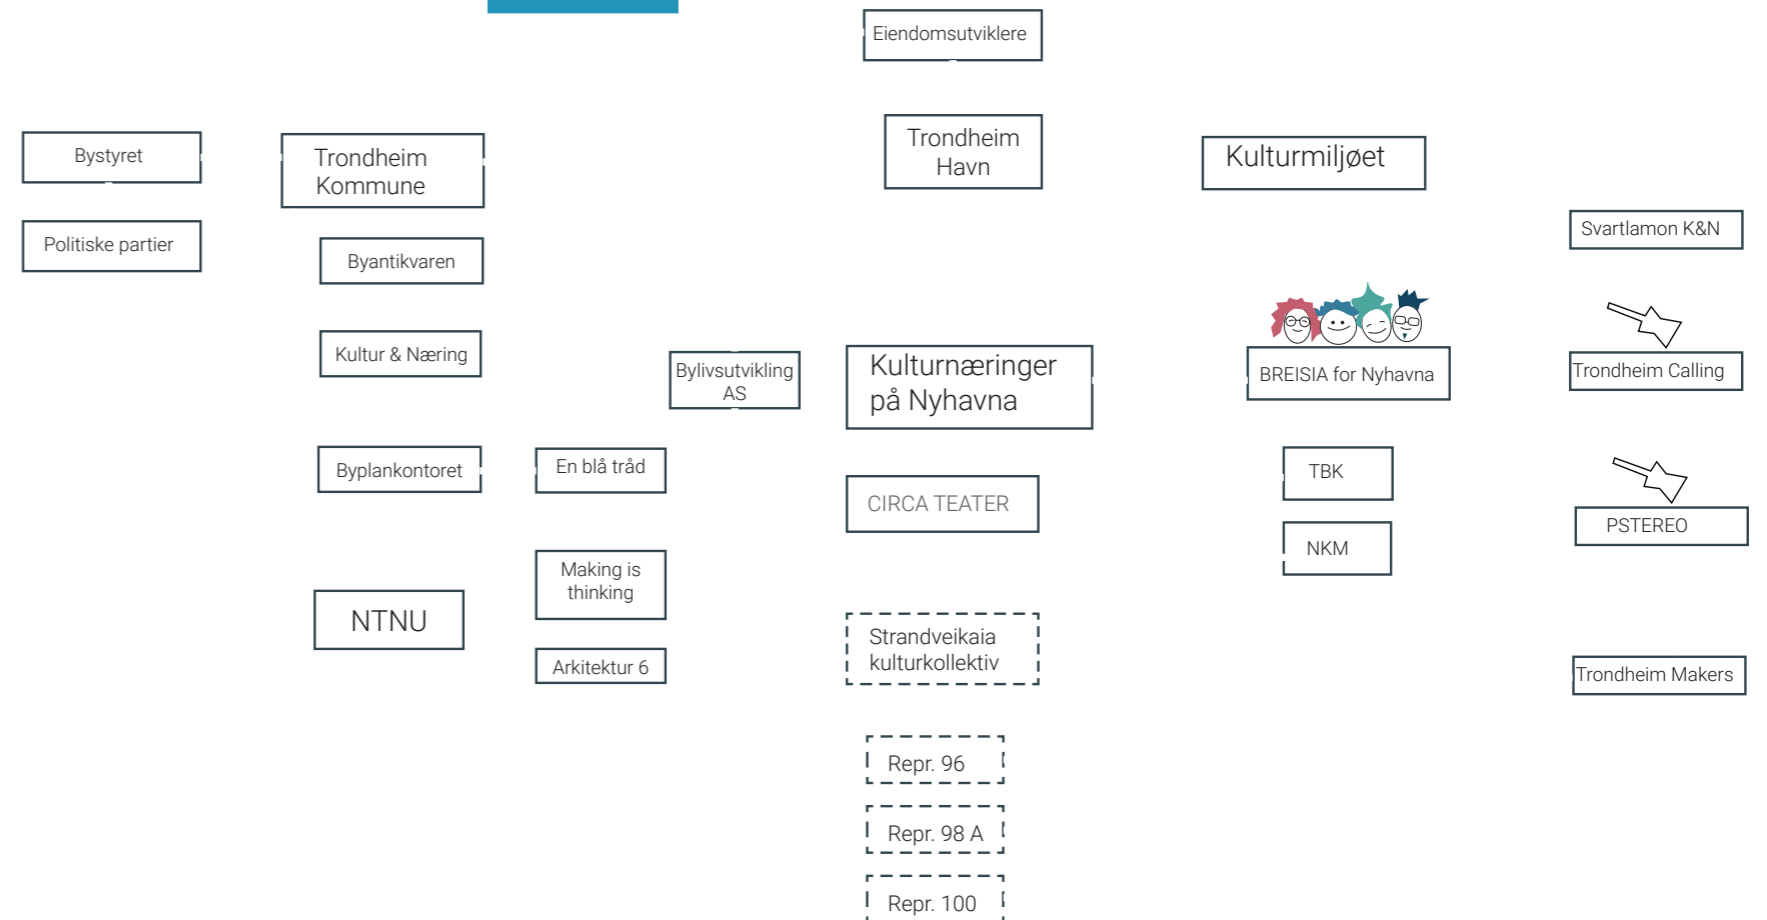 Eiendomsutviklere
Bystyret
Trondheim
Kommune
Trondheim
Havn
Kulturmiljøet
Politiske partier
Byantikvaren
Svartlamon K&N
Kultur & Næring
Bylivsutvikling
AS
Kulturnæringer
på Nyhavna
BREISIA for Nyhavna
Trondheim Calling
Byplankontoret
En blå tråd
CIRCA TEATER
TBK
PSTEREO
NKM
Making is
thinking
NTNU
Strandveikaia
kulturkollektiv
Arkitektur 6
Trondheim Makers
Repr. 96
Repr. 98 A
Repr. 100